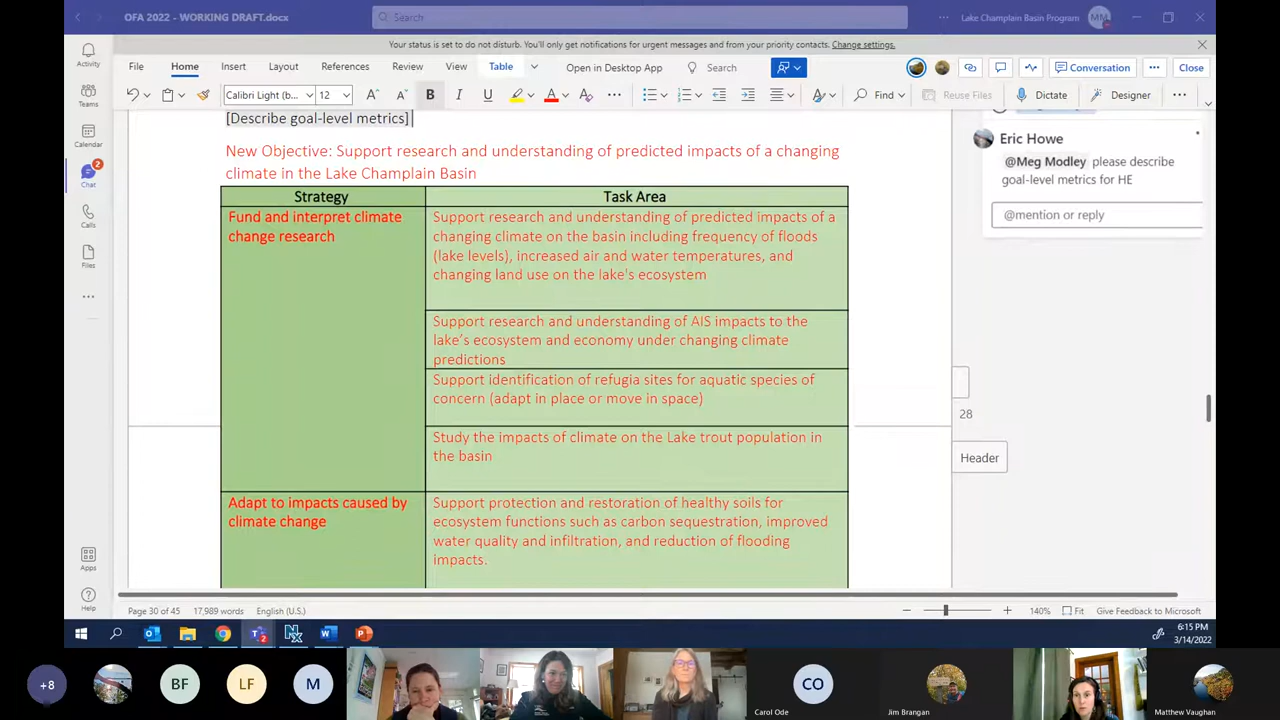 OFA 2022 - WORKING DRAFT.docx
Search
Lake Champlain Basin Program
MM
Your status is set to do not disturb. You'll only get notifications for urgent messages and from your priority contacts. Change settings.
Activity
Teams
Calendar
2
Chat
Calls
Files
Apps
Help
File
Home
Insert
Layout
References
Review
View
Table
Open in Desktop App
Search
Conversation
Close
Calibri Light (b...
12
Find
Reuse Files
Dictate
Designer
[Describe goal-level metrics]
New Objective: Support research and understanding of predicted impacts of a changing
climate in the Lake Champlain Basin
Strategy
Task Area
Fund and interpret climate
change research
Support research and understanding of predicted impacts of a
changing climate on the basin including frequency of floods
(lake levels), increased air and water temperatures, and
changing land use on the lake's ecosystem
Support research and understanding of AIS impacts to the
lake's ecosystem and economy under changing climate
predictions
Support identification of refugia sites for aquatic species of
concern (adapt in place or move in space)
Study the impacts of climate on the Lake trout population in
the basin
Adapt to impacts caused by
climate change
Support protection and restoration of healthy soils for
ecosystem functions such as carbon sequestration, improved
water quality and infiltration, and reduction of flooding
impacts.
Eric Howe
@Meg Modley please describe
goal-level metrics for HE
@mention or reply
28
Header
Page 30 of 45
17,989 words
English (U.S.)
140%
Fit
Give Feedback to Microsoft
6:15 PM
3/14/2022
+8
BF
LF
M
CO
Carol Ode
Jim Brangan
Matthew Vaughan